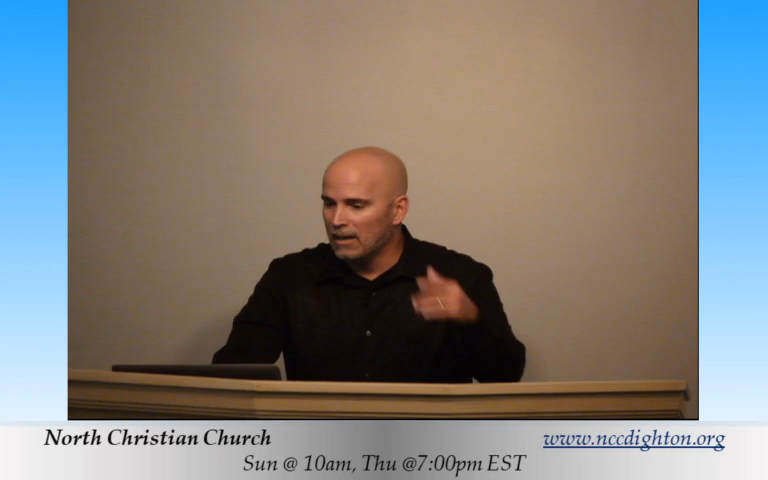 North Christian Church www.nccdighton.org
Sun @ 10am, Thu @7:00pm EST